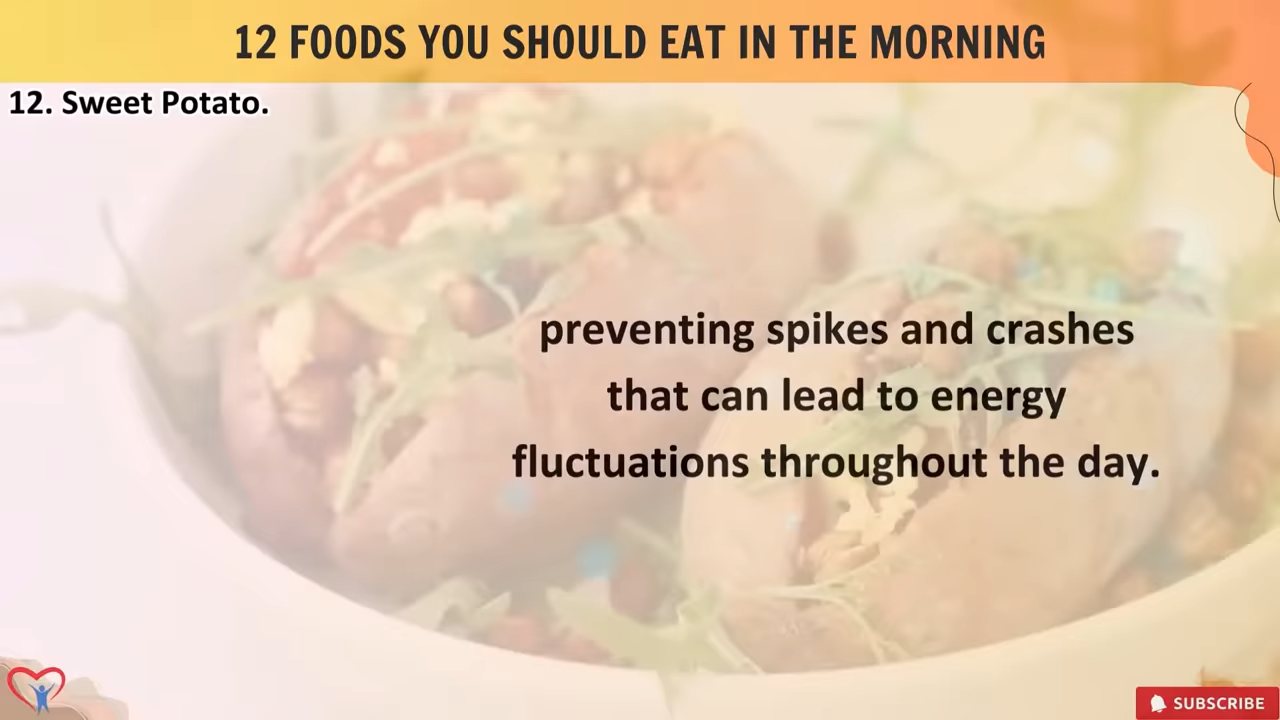 12 FOODS YOU SHOULD EAT IN THE MORNING
12. Sweet Potato.
preventing spikes and crashes
that can lead to energy
fluctuations throughout the day.
SUBSCRIBE